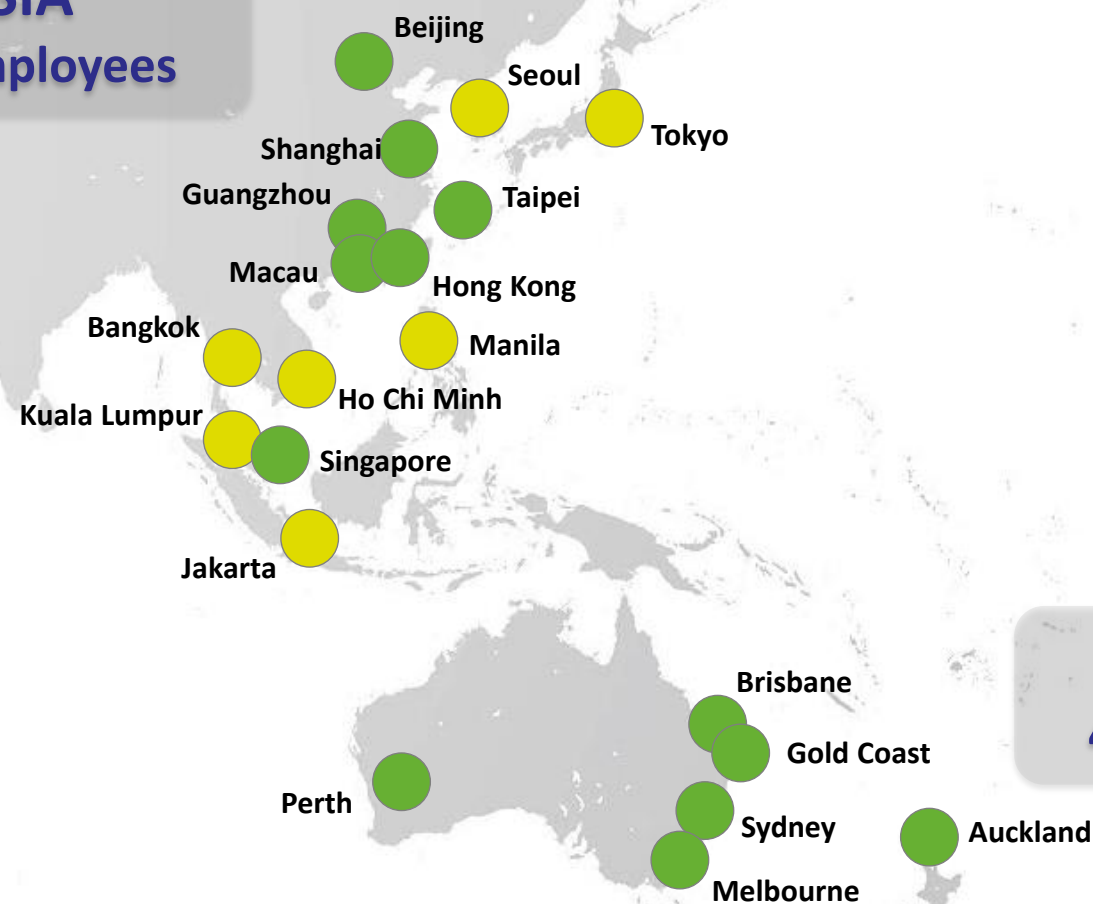 Beijing
Seoul
Tokyo
Shanghai
Guangzhou
Taipei
Macau
Hong Kong
Bangkok
Manila
Ho Chi Minh
Kuala Lumpur
Singapore
Jakarta
Brisbane
Gold Coast
Perth
Sydney
Auckland
Melbourne